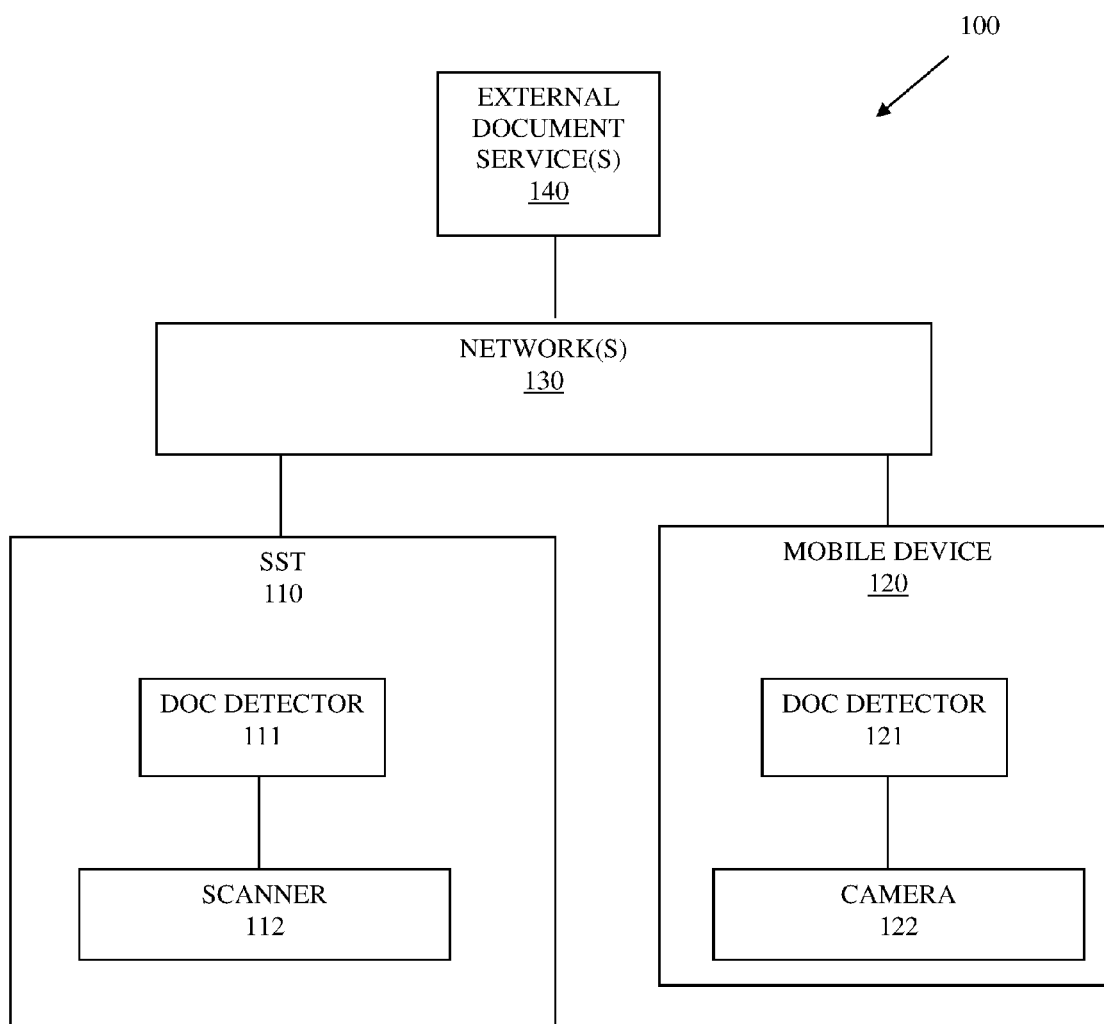 100
EXTERNAL
DOCUMENT
SERVICE(S)
140
NETWORK(S)
130
SST
110
MOBILE DEVICE
120
DOC DETECTOR
111
DOC DETECTOR
121
SCANNER
112
CAMERA
122